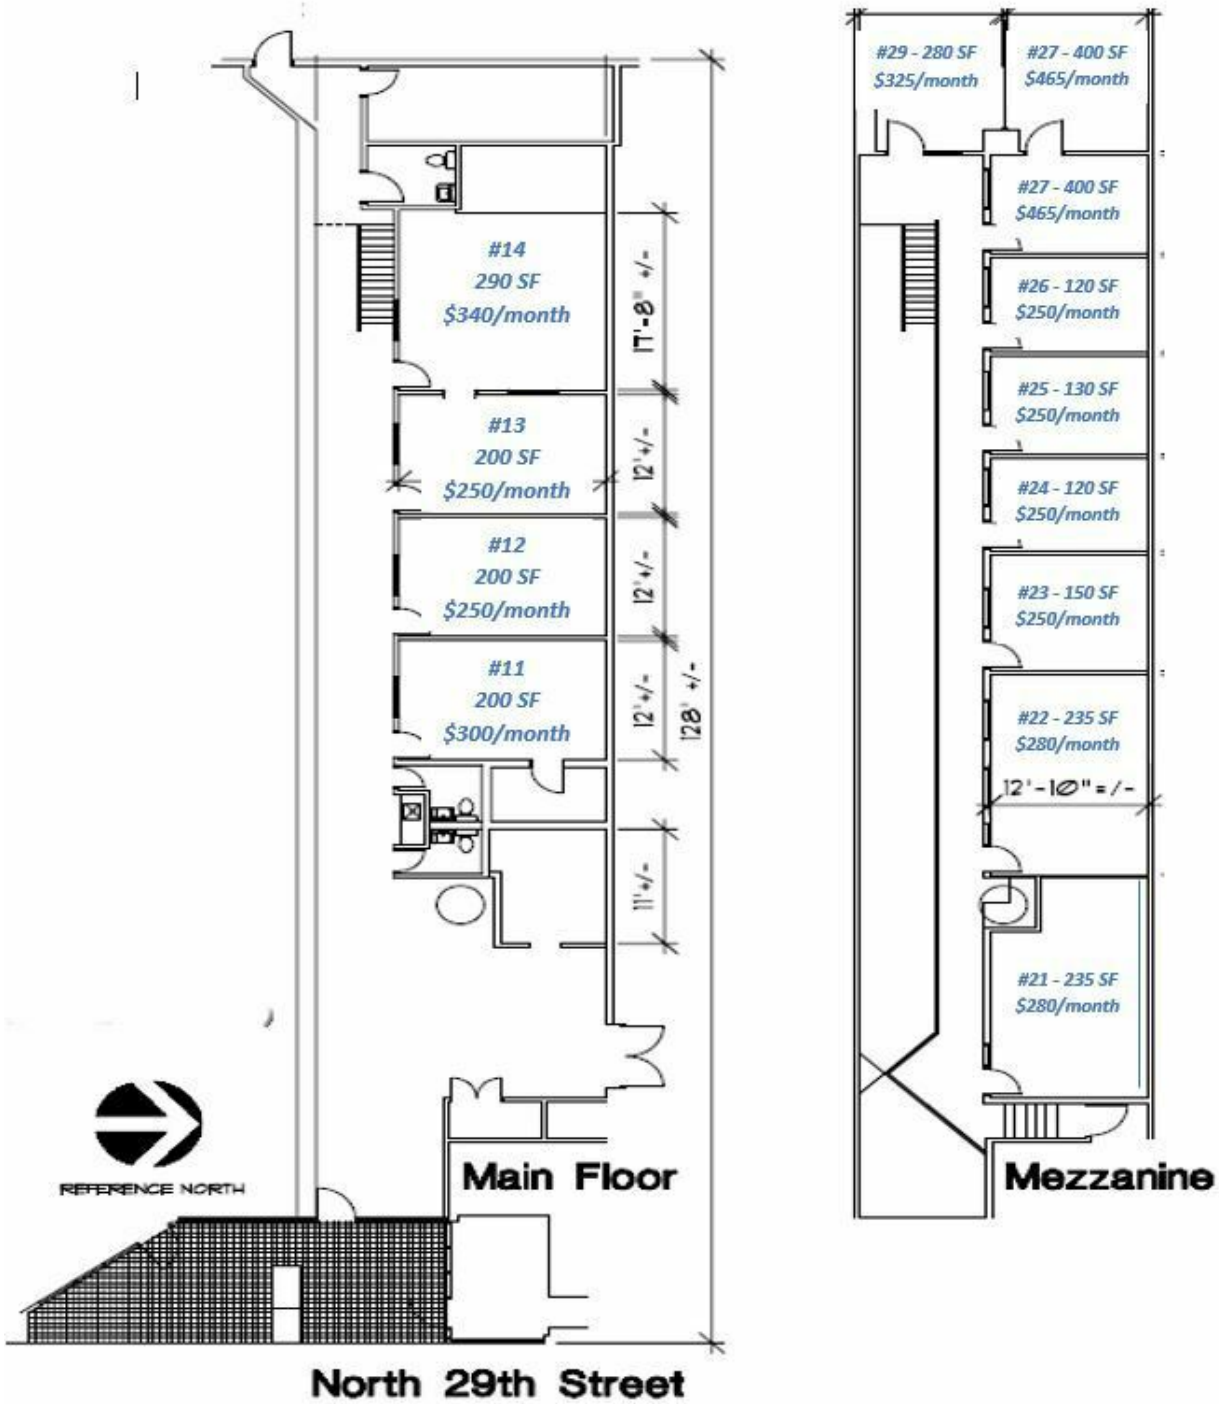 #14
290 SF
$340/month
17'-8" +/-
#13
200 SF
$250/month
12'+/-
#12
200 SF
$250/month
12'+/-
#11
200 SF
$300/month
12'+/-
128' +/-
11'+/-
REFERENCE NORTH
Main Floor
North 29th Street
#29 - 280 SF
$325/month
#27 - 400 SF
$465/month
#27 - 400 SF
$465/month
#26 - 120 SF
$250/month
#25 - 130 SF
$250/month
#24 - 120 SF
$250/month
#23 - 150 SF
$250/month
#22 - 235 SF
$280/month
12'-10"=/-
#21 - 235 SF
$280/month
Mezzanine